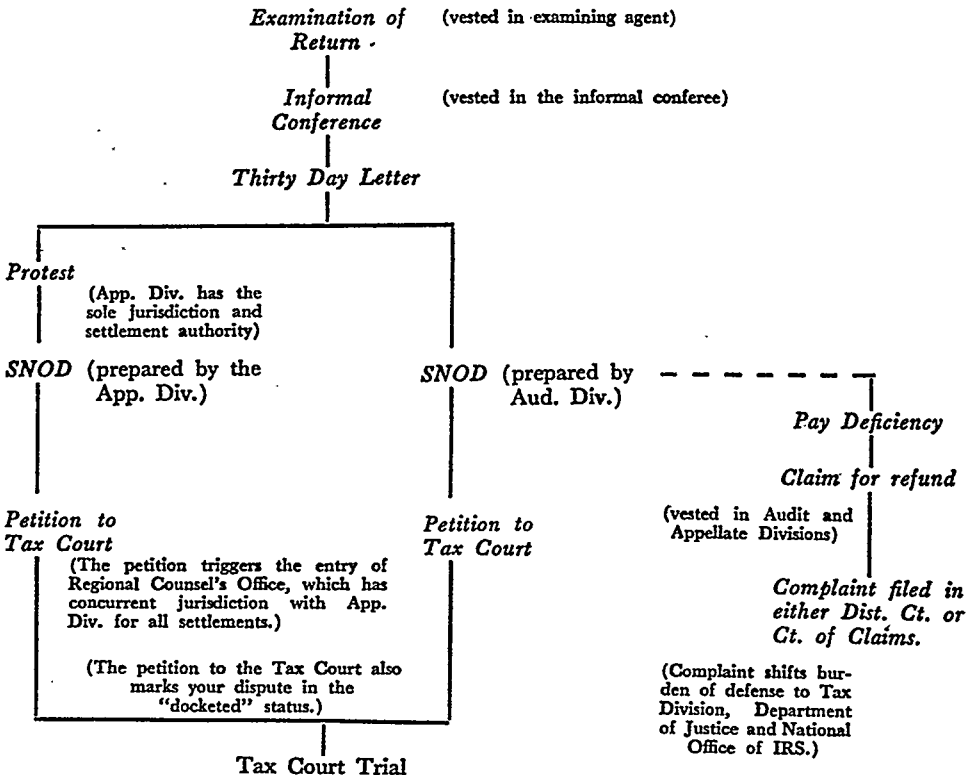 Examination of
Return
(vested in examining agent)
Informal
Conference
(vested in the informal conferee)
Thirty Day Letter
Protest
(App. Div. has the
sole jurisdiction and
settlement authority)
SNOD (prepared by the
App. Div.)
SNOD (prepared by
Aud. Div.)
Pay Deficiency
Claim for refund
(vested in Audit and
Appellate Divisions)
Petition to
Tax Court
Petition to
Tax Court
(The petition triggers the entry of
Regional Counsel's Office, which has
concurrent jurisdiction with App.
Div. for all settlements.)
Complaint filed in
either Dist. Ct. or
Ct. of Claims.
(The petition to the Tax Court also
marks your dispute in the
"docketed" status.)
(Complaint shifts bur-
den of defense to Tax
Division, Department
of Justice and National
Office of IRS.)
Tax Court Trial